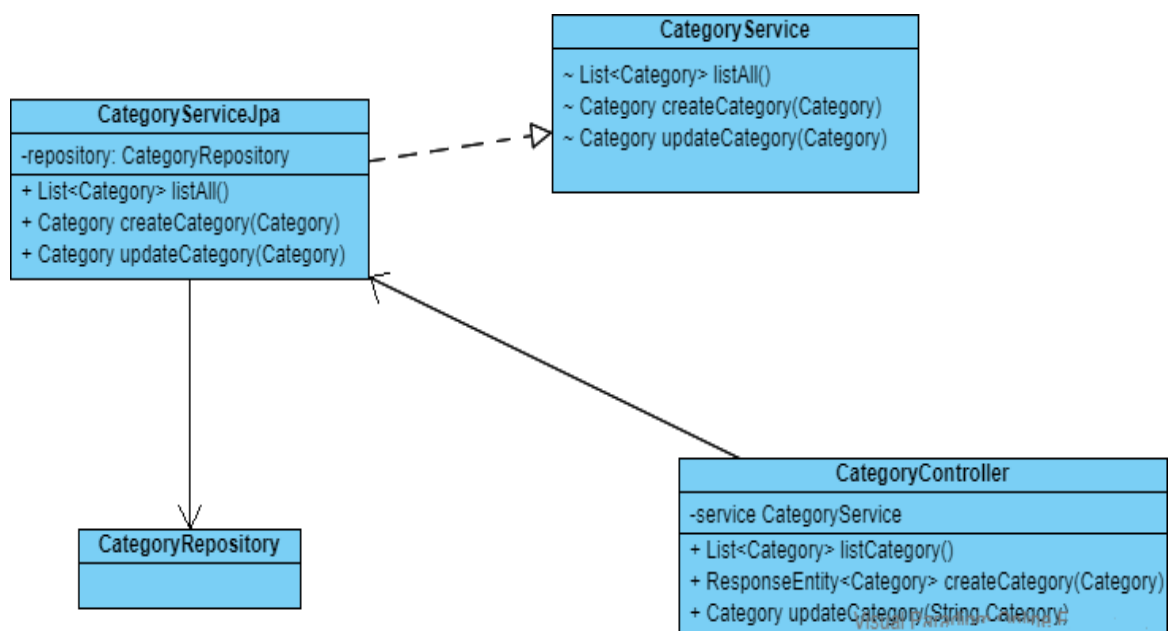 CategoryService
~ List<Category> listAll()
~ Category createCategory(Category)
~ Category updateCategory(Category)
CategoryServiceJpa
-repository: CategoryRepository
+ List<Category> listAll()
+ Category createCategory(Category)
+ Category updateCategory(Category)
CategoryRepository
CategoryController
-service CategoryService
+ List<Category> listCategory()
+ ResponseEntity<Category> createCategory(Category)
+ Category updateCategory(String,Category)
Visual